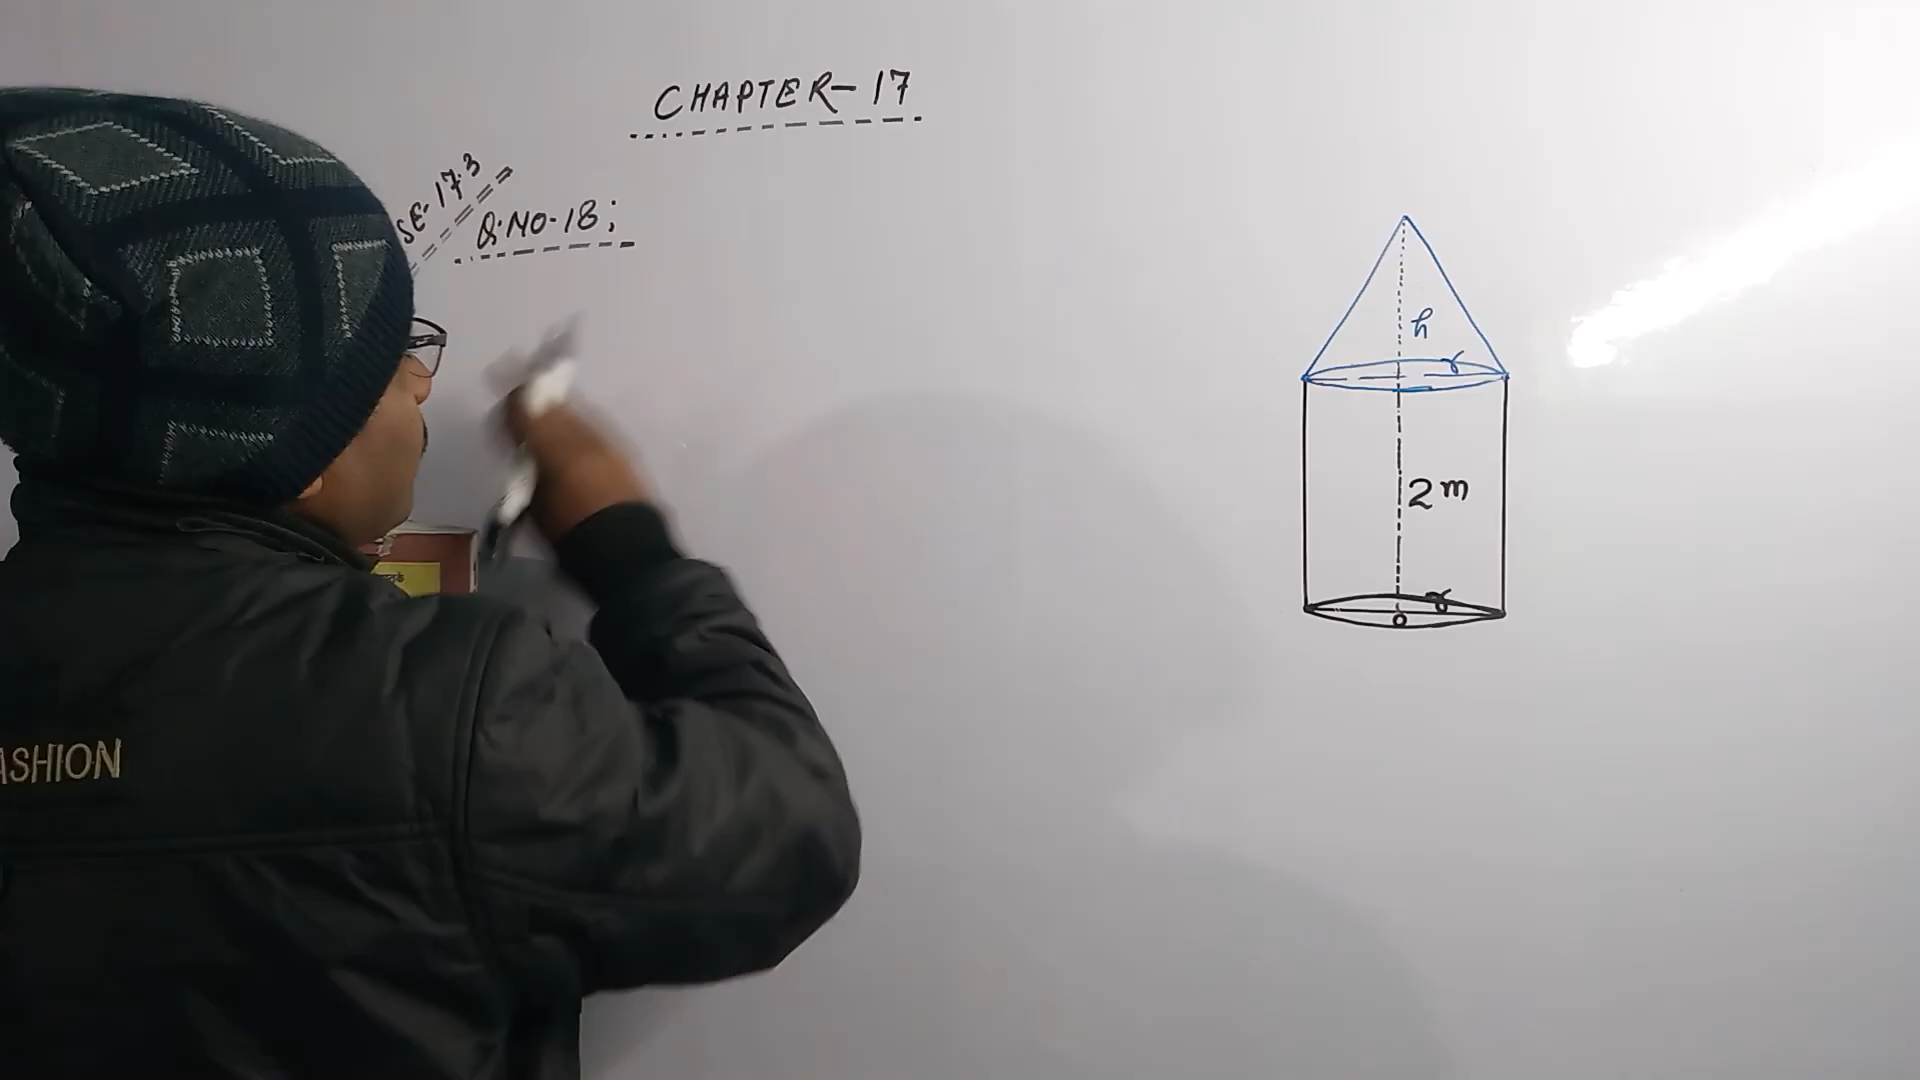 CHAPTER-17
SE-17.3
Q.NO-18;
h
r
2m
r
o
ASHION